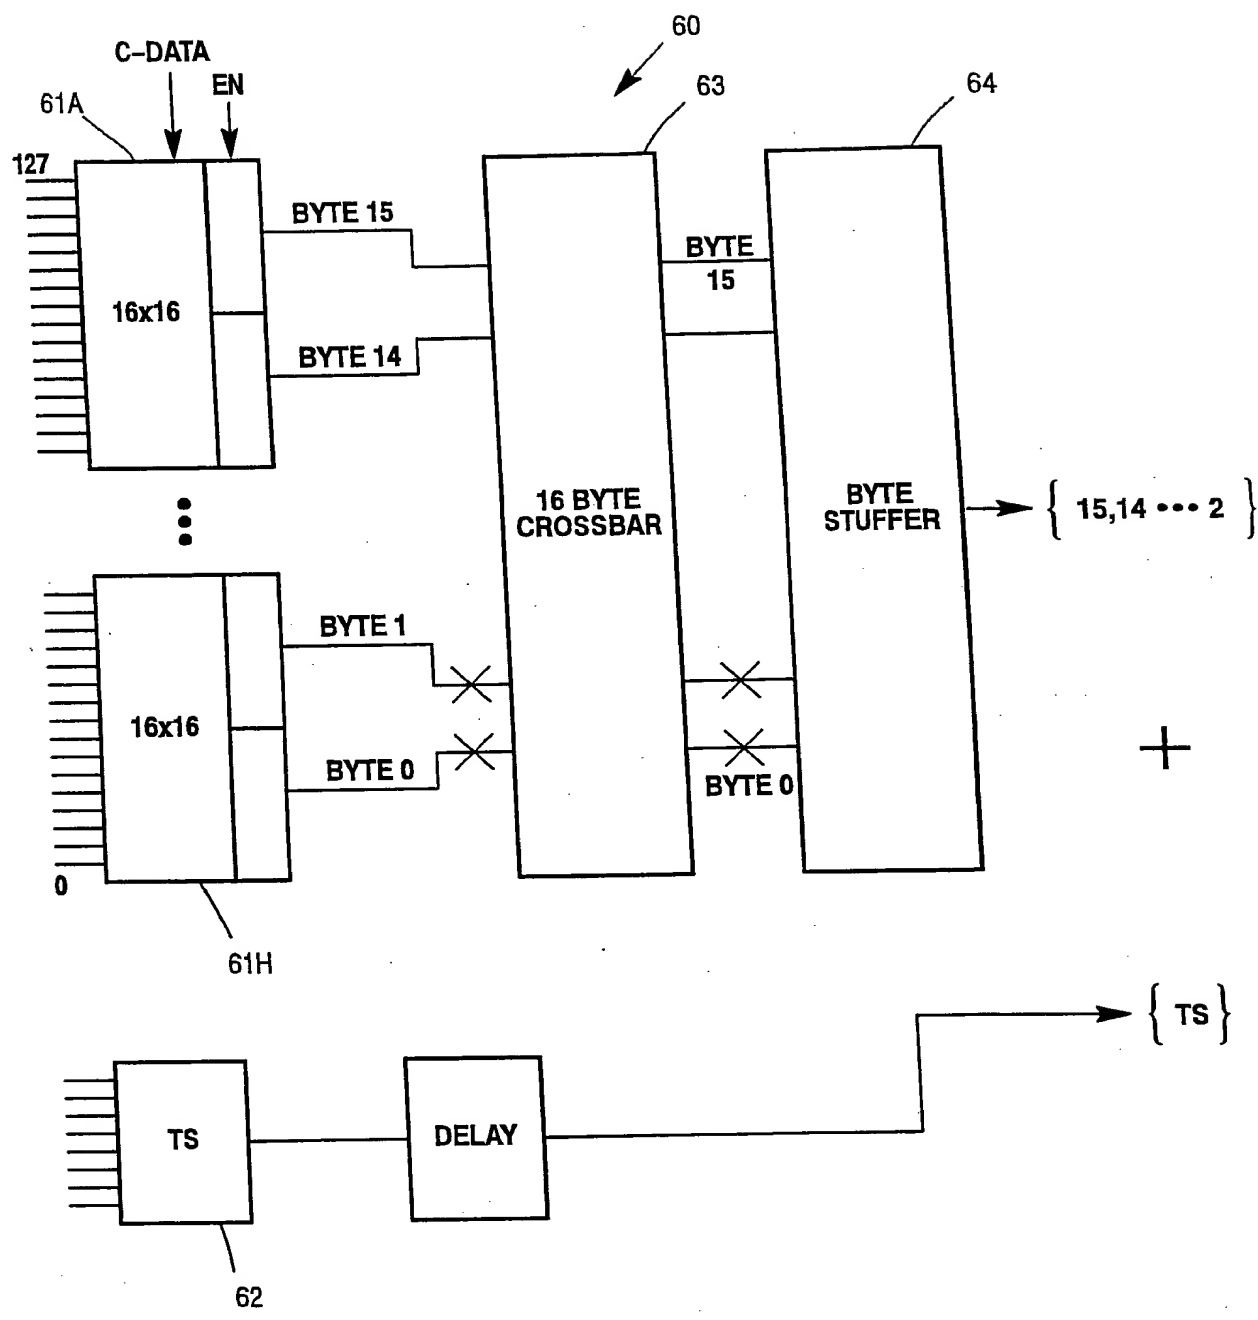 60
C-DATA
EN
61A
63
64
127
BYTE 15
BYTE
15
16x16
BYTE 14
16 BYTE
CROSSBAR
BYTE
STUFFER
{ 15,14 ••• 2 }
BYTE 1
16x16
BYTE 0
BYTE 0
0
61H
{ TS }
TS
DELAY
62